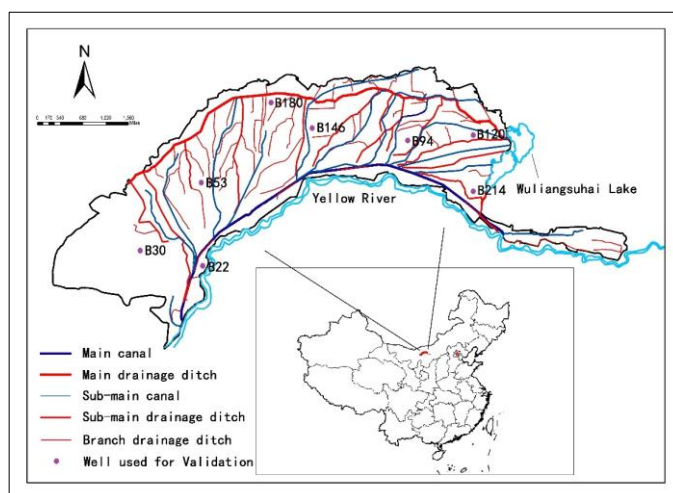 N
Miles
B180
B146
B94
B120
B53
B214
Wuliangsuhai Lake
Yellow River
B30
B22
Main canal
Main drainage ditch
Sub-main canal
Sub-main drainage ditch
Branch drainage ditch
Well used for Validation